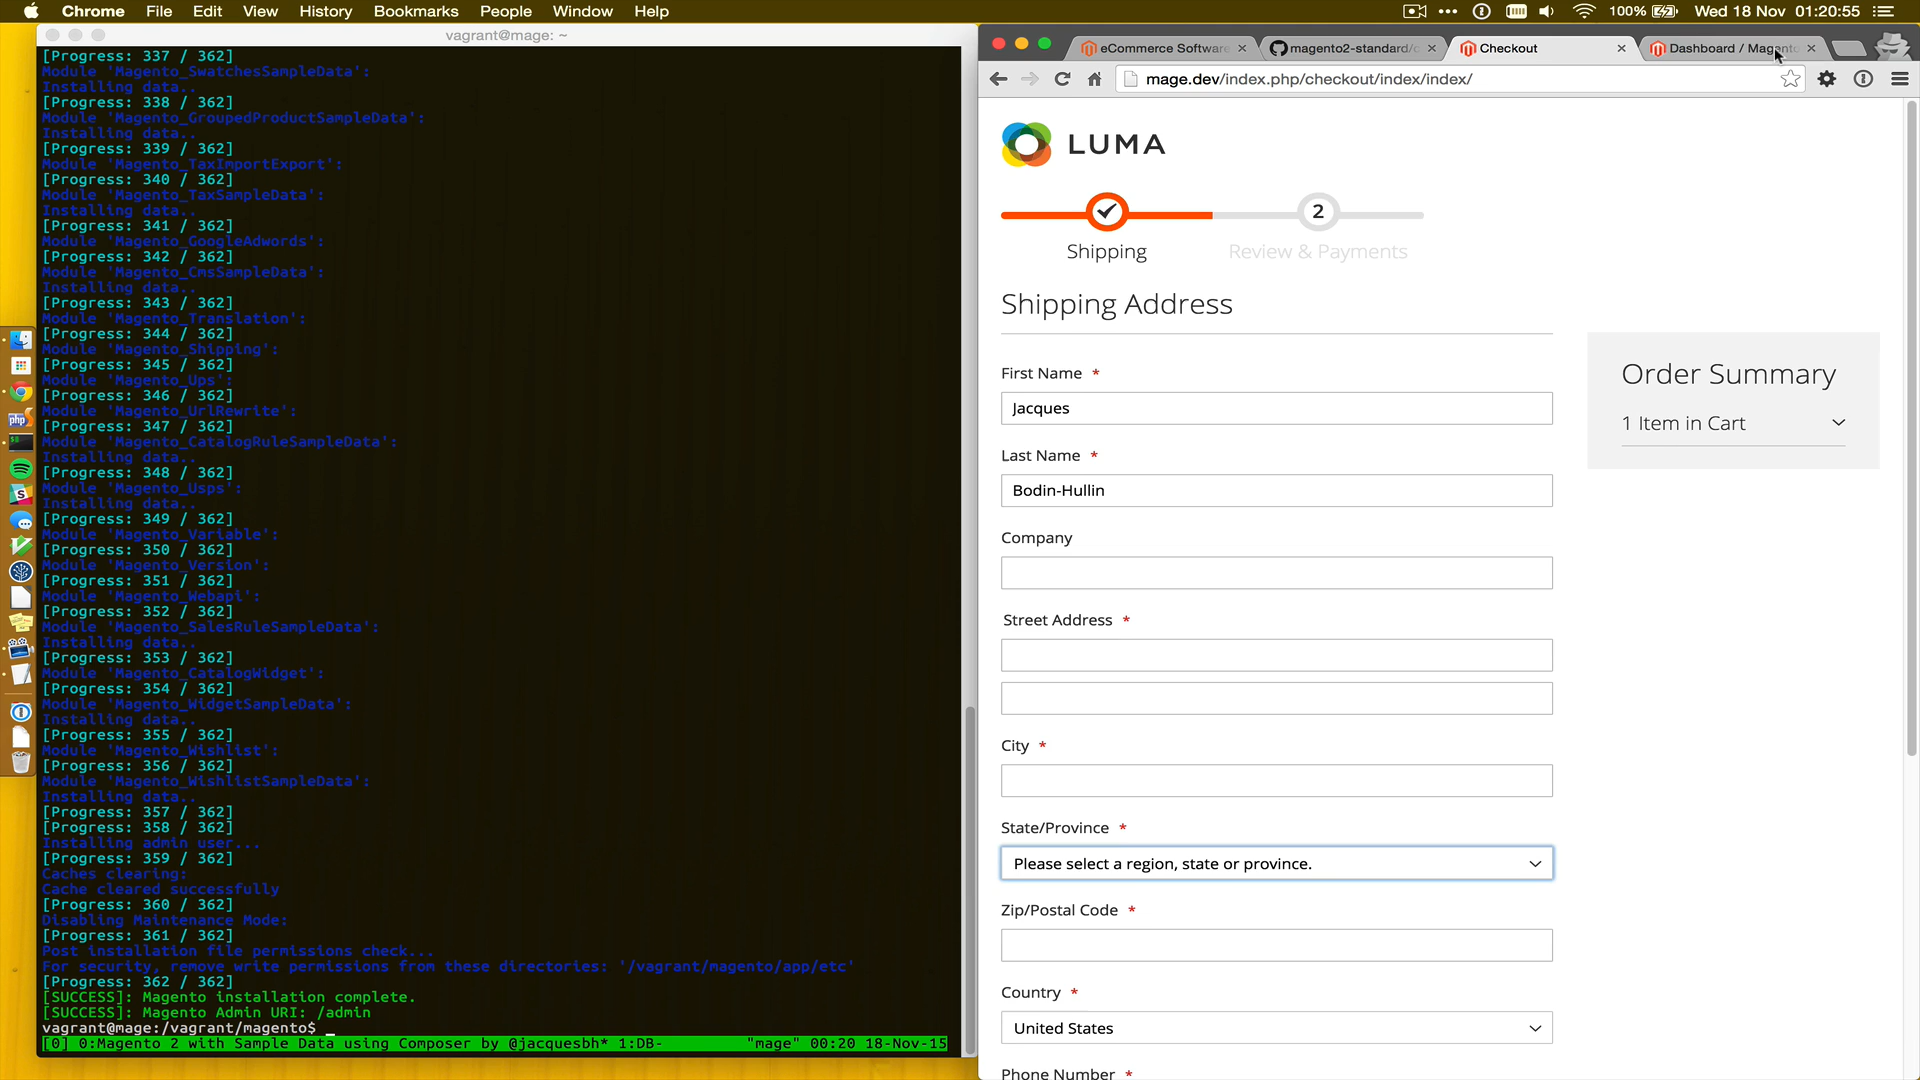 Chrome File Edit View History Bookmarks People Window Help 100% Wed 18 Nov 01:20:55
vagrant@mage: ~
[Progress: 337 / 362]
Module 'Magento_SwatchesSampleData':
Installing data..
[Progress: 338 / 362]
Module 'Magento_GroupedProductSampleData':
Installing data..
[Progress: 339 / 362]
Module 'Magento_TaxImportExport':
[Progress: 340 / 362]
Module 'Magento_TaxSampleData':
Installing data..
[Progress: 341 / 362]
Module 'Magento_GoogleAdwords':
[Progress: 342 / 362]
Module 'Magento_CmsSampleData':
Installing data..
[Progress: 343 / 362]
Module 'Magento_Translation':
[Progress: 344 / 362]
Module 'Magento_Shipping':
[Progress: 345 / 362]
Module 'Magento_Ups':
[Progress: 346 / 362]
Module 'Magento_UrlRewrite':
[Progress: 347 / 362]
Module 'Magento_CatalogRuleSampleData':
Installing data..
[Progress: 348 / 362]
Module 'Magento_Usps':
Installing data..
[Progress: 349 / 362]
Module 'Magento_Variable':
[Progress: 350 / 362]
Module 'Magento_Version':
[Progress: 351 / 362]
Module 'Magento_Webapi':
[Progress: 352 / 362]
Module 'Magento_SalesRuleSampleData':
Installing data..
[Progress: 353 / 362]
Module 'Magento_CatalogWidget':
[Progress: 354 / 362]
Module 'Magento_WidgetSampleData':
Installing data..
[Progress: 355 / 362]
Module 'Magento_Wishlist':
[Progress: 356 / 362]
Module 'Magento_WishlistSampleData':
Installing data..
[Progress: 357 / 362]
[Progress: 358 / 362]
Installing admin user...
[Progress: 359 / 362]
Caches clearing:
Cache cleared successfully
[Progress: 360 / 362]
Disabling Maintenance Mode:
[Progress: 361 / 362]
Post installation file permissions check...
For security, remove write permissions from these directories: '/vagrant/magento/app/etc'
[Progress: 362 / 362]
[SUCCESS]: Magento installation complete.
[SUCCESS]: Magento Admin URI: /admin
vagrant@mage:/vagrant/magento$ _
[0] 0:Magento 2 with Sample Data using Composer by @jacquesbh* 1:DB- "mage" 00:20 18-Nov-15
php
eCommerce Software magento2-standard/c Checkout Dashboard / Magento
mage.dev/index.php/checkout/index/index/
LUMA
2
Shipping Review & Payments
Shipping Address
First Name *
Jacques
Last Name *
Bodin-Hullin
Company
Street Address *
City *
State/Province *
Please select a region, state or province.
Zip/Postal Code *
Country *
United States
Phone Number *
Order Summary
1 Item in Cart